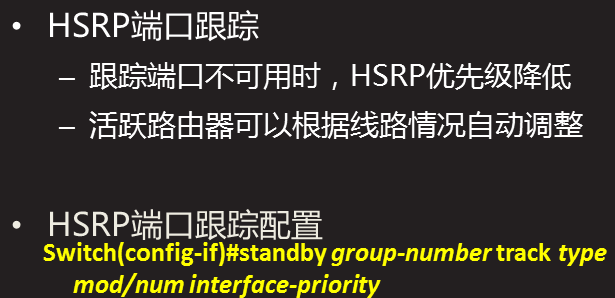 • HSRP端口跟踪
– 跟踪端口不可用时，HSRP优先级降低
– 活跃路由器可以根据线路情况自动调整
• HSRP端口跟踪配置
Switch(config-if)#standby group-number track type
mod/num interface-priority